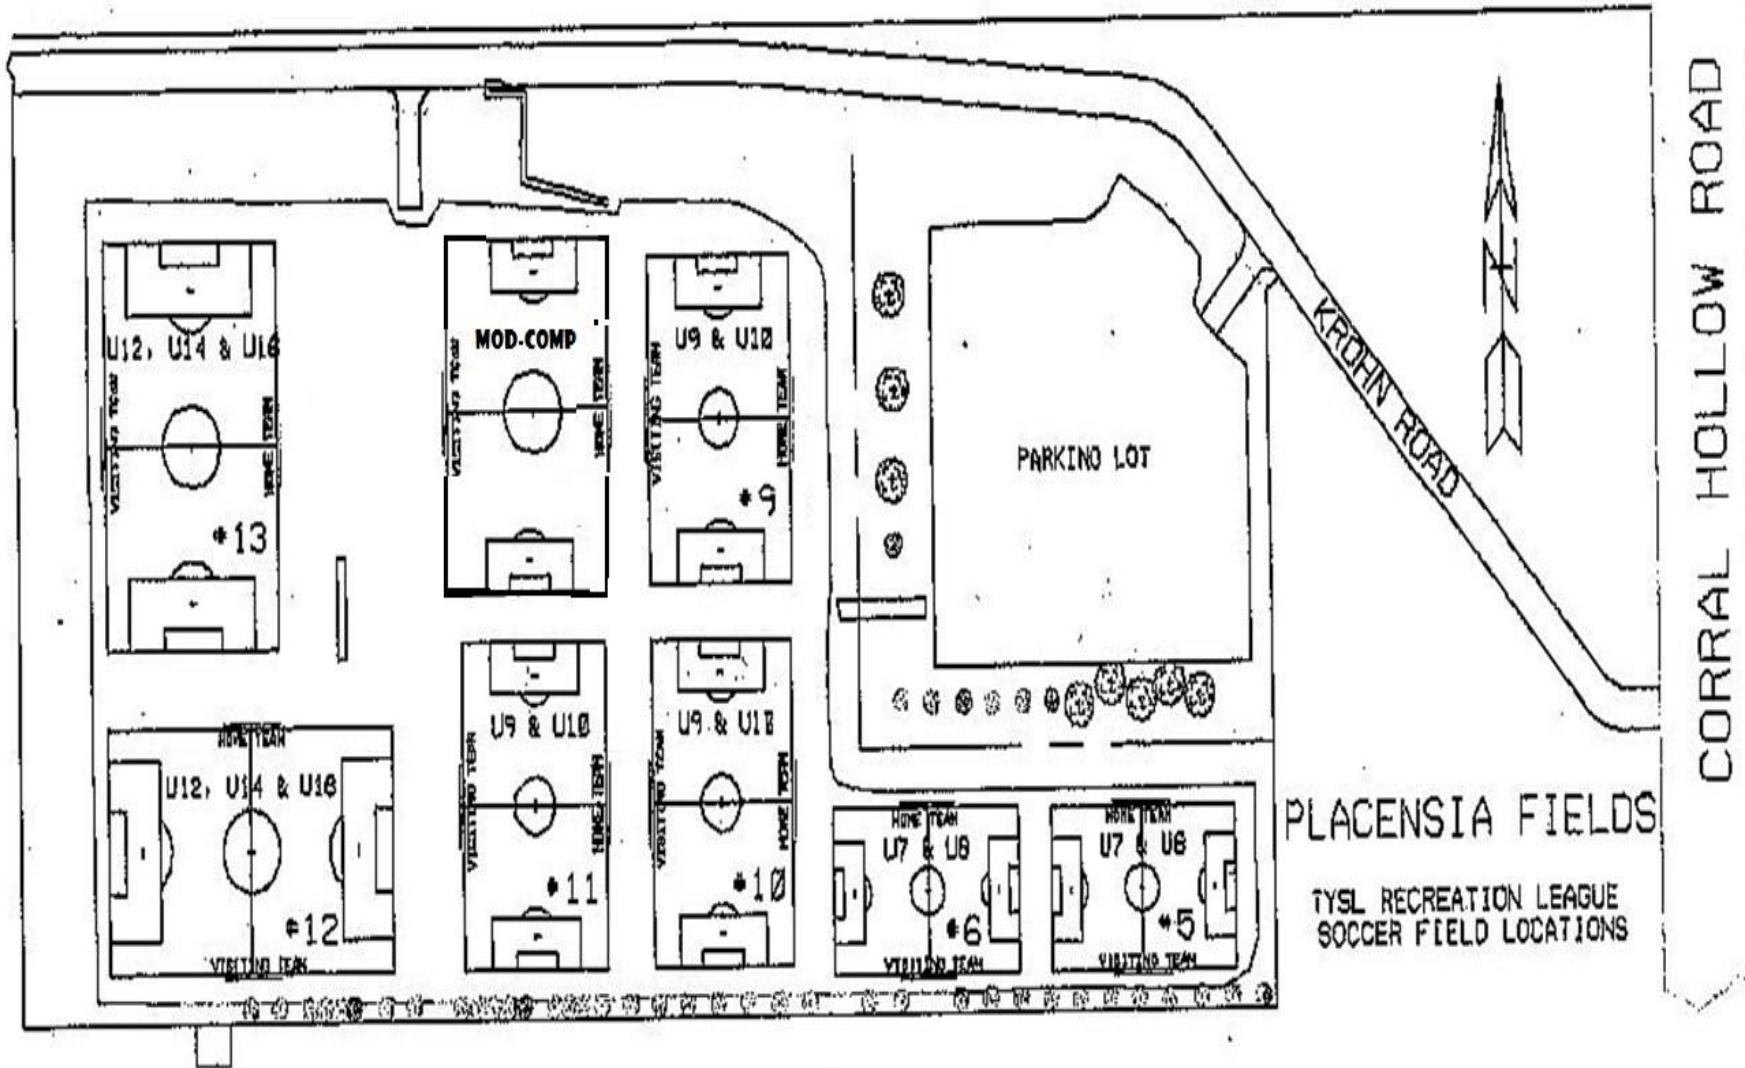 CORRAL HOLLOW ROAD
KROHN ROAD
N
PARKING LOT
U12, U14 & U16
VISITING TEAM
HOME TEAM
#13
MOD-COMP
VISITING TEAM
HOME TEAM
U9 & U10
VISITING TEAM
HOME TEAM
#9
HOME TEAM
U12, U14 & U16
#12
VISITING TEAM
U9 & U10
VISITING TEAM
HOME TEAM
#11
U9 & U10
VISITING TEAM
HOME TEAM
#10
HOME TEAM
U7 & U8
#6
VISITING TEAM
HOME TEAM
U7 & U8
#5
VISITING TEAM
PLACENSIA FIELDS
TYSL RECREATION LEAGUE
SOCCER FIELD LOCATIONS